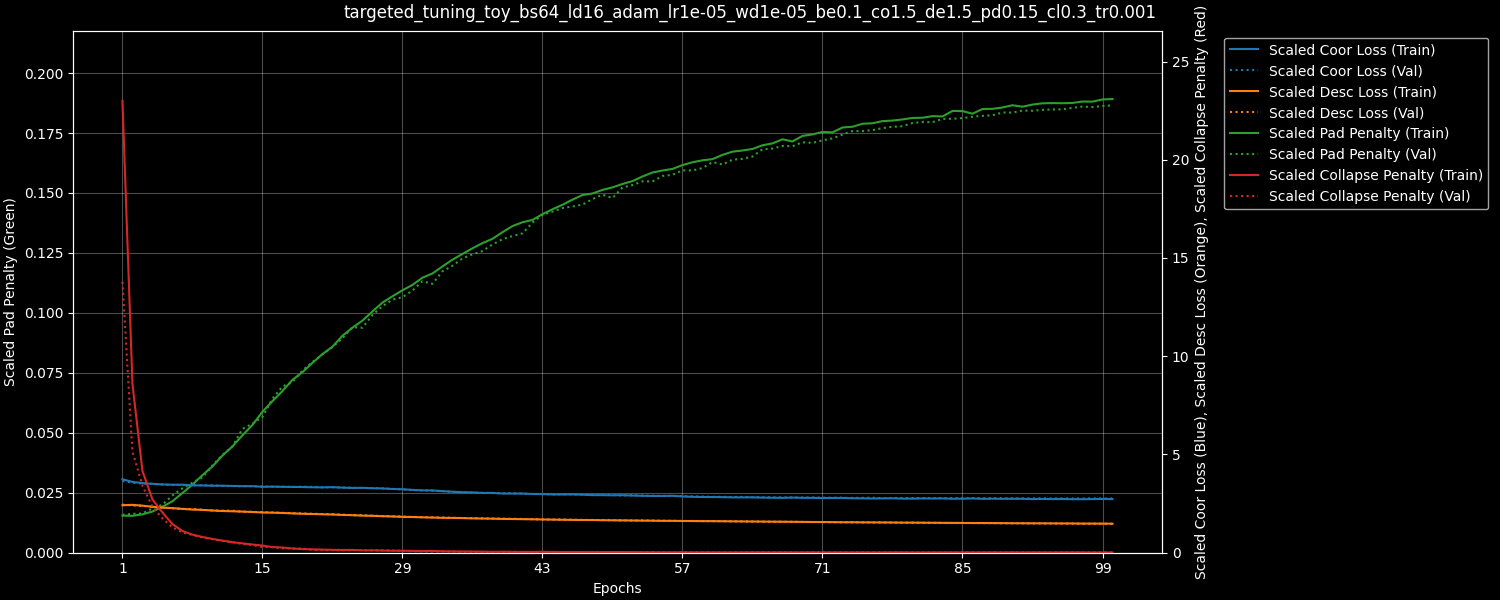 targeted_tuning_toy_bs64_ld16_adam_lr1e-05_wd1e-05_be0.1_co1.5_de1.5_pd0.15_cl0.3_tr0.001
Scaled Pad Penalty (Green)
0.200
0.175
0.150
0.125
0.100
0.075
0.050
0.025
0.000
1 15 29 43 57 71 85 99
Epochs
25
20
15
10
5
0
Scaled Coor Loss (Blue), Scaled Desc Loss (Orange), Scaled Collapse Penalty (Red)
Scaled Coor Loss (Train)
Scaled Coor Loss (Val)
Scaled Desc Loss (Train)
Scaled Desc Loss (Val)
Scaled Pad Penalty (Train)
Scaled Pad Penalty (Val)
Scaled Collapse Penalty (Train)
Scaled Collapse Penalty (Val)